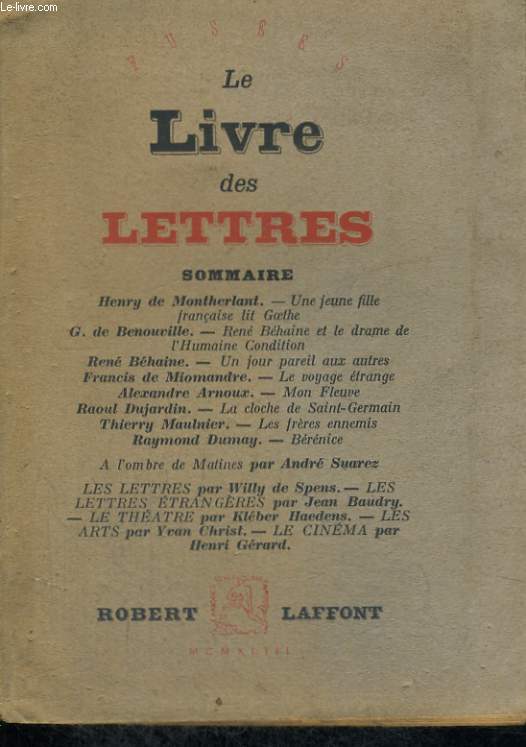 Le-livre.com
Le
Livre
des
LETTRES
SOMMAIRE
Henry de Montherlant. — Une jeune fille
française lit Gœthe
G. de Benouville. — René Béhaine et le drame de
l'Humaine Condition
René Béhaine. — Un jour pareil aux autres
Francis de Miomandre. — Le voyage étrange
Alexandre Arnoux. — Mon Fleuve
Raoul Dujardin. — La cloche de Saint-Germain
Thierry Maulnier. — Les frères ennemis
Raymond Dumay. — Bérénice
A l'ombre de Matines par André Suarez
LES LETTRES par Willy de Spens. — LES
LETTRES ÉTRANGÈRES par Jean Baudry.
— LE THÉATRE par Kléber Haedens. — LES
ARTS par Yvan Christ. — LE CINÉMA par
Henri Gérard.
ROBERT LAFFONT
MCMXLIII